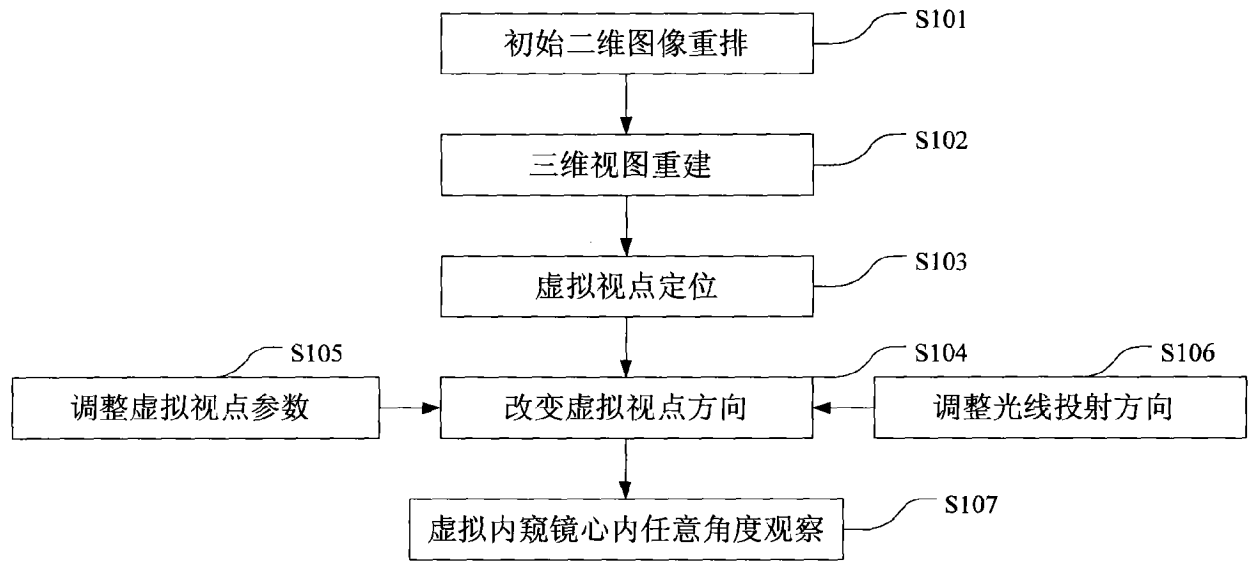 S101
初始二维图像重排
S102
三维视图重建
S103
虚拟视点定位
S105
S104
S106
调整虚拟视点参数
改变虚拟视点方向
调整光线投射方向
S107
虚拟内窥镜心内任意角度观察